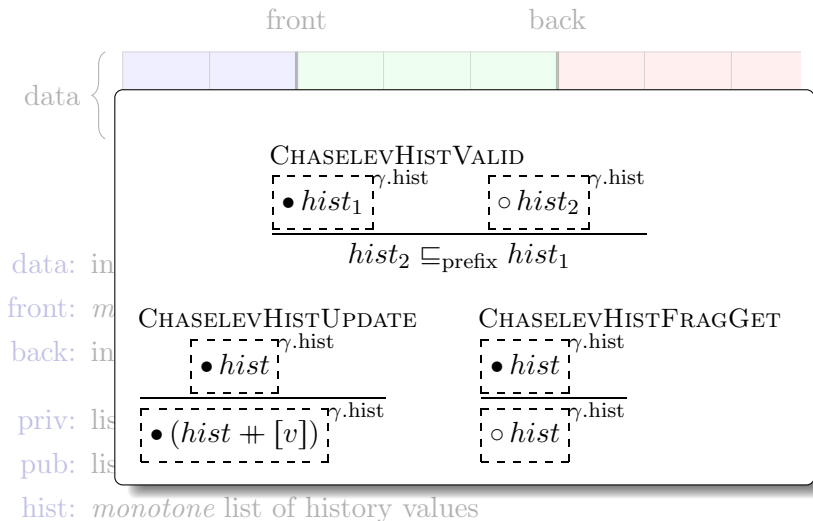 front back
data
CHASELEVHISTVALID
● hist₁ γ.hist ○ hist₂ γ.hist
hist₂ ⊑prefix hist₁
data: in
front: m
CHASELEVHISTUPDATE CHASELEVHISTFRAGGET
● hist γ.hist ● hist γ.hist
back: in
● (hist ⧺ [v]) γ.hist ○ hist γ.hist
priv: lis
pub: lis
hist: monotone list of history values